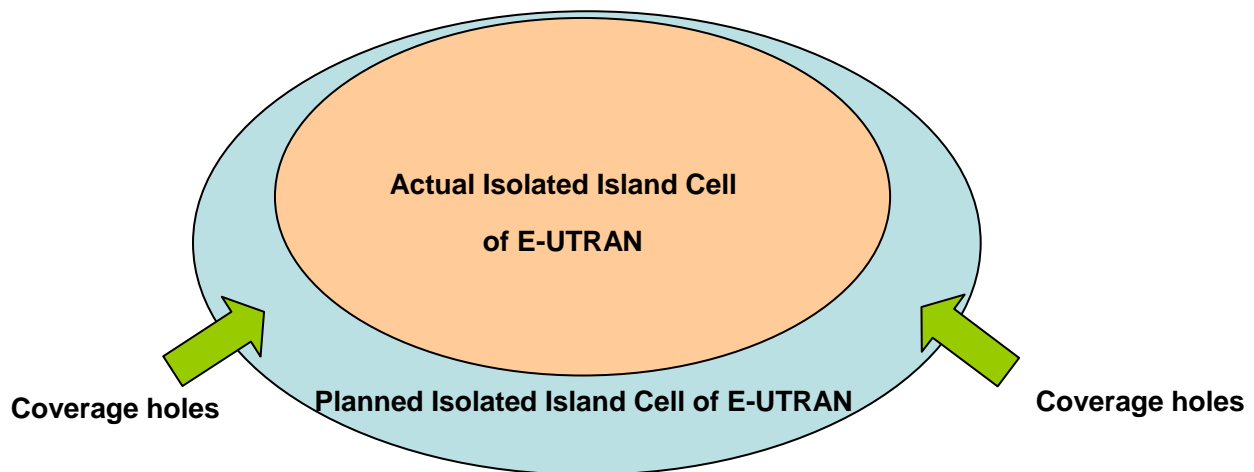 Actual Isolated Island Cell
of E-UTRAN
Coverage holes
Planned Isolated Island Cell of E-UTRAN
Coverage holes